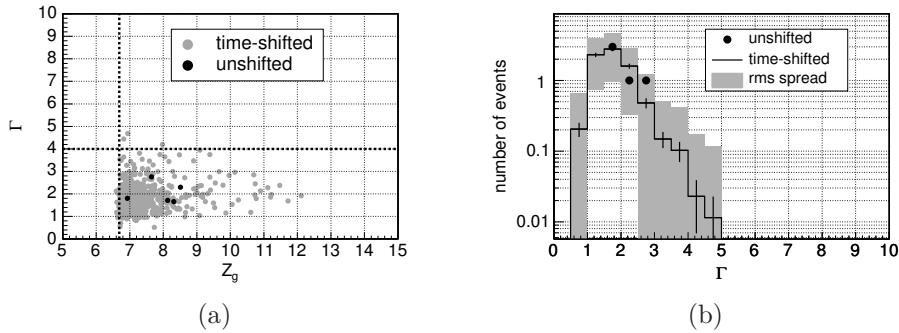 10
9
8
7
6
5
4
3
2
1
0
Γ
time-shifted
unshifted
5 6 7 8 9 10 11 12 13 14 15
Z_g
(a)
number of events
1
0.1
0.01
unshifted
time-shifted
rms spread
0 1 2 3 4 5 6 7 8 9 10
Γ
(b)